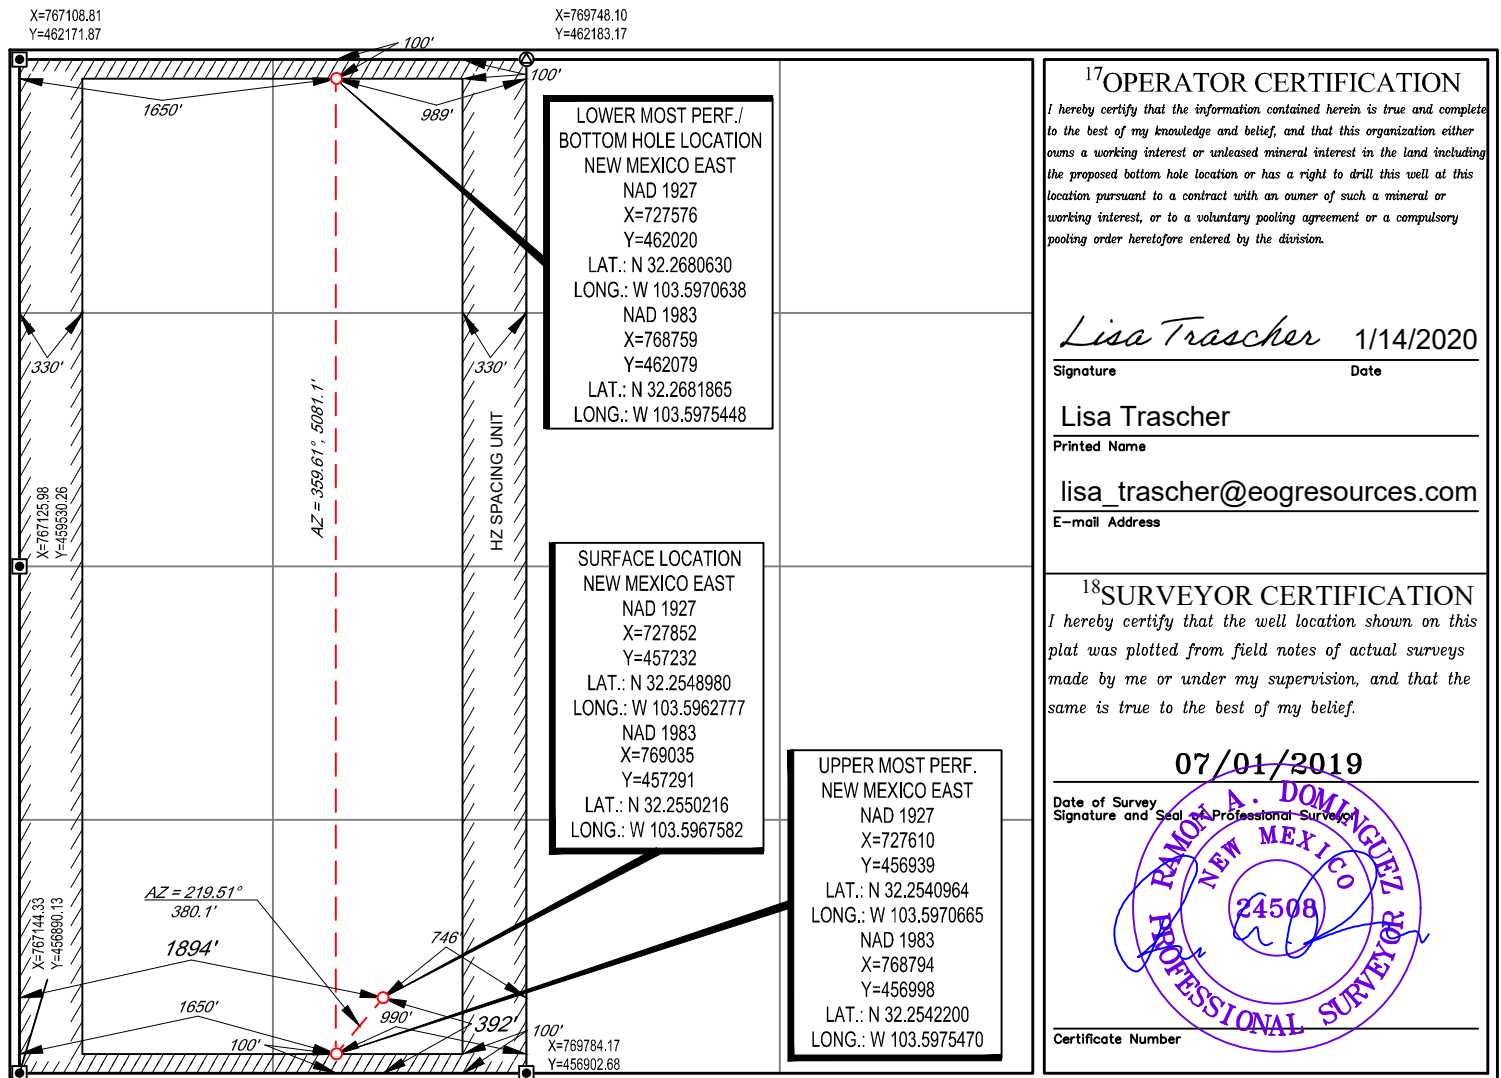 X=767108.81
Y=462171.87
X=769748.10
Y=462183.17
100'
100'
1650'
989'
LOWER MOST PERF./
BOTTOM HOLE LOCATION
NEW MEXICO EAST
NAD 1927
X=727576
Y=462020
LAT.: N 32.2680630
LONG.: W 103.5970638
NAD 1983
X=768759
Y=462079
LAT.: N 32.2681865
LONG.: W 103.5975448
330'
330'
AZ = 359.61°, 5081.1'
HZ SPACING UNIT
X=767125.98
Y=459530.26
SURFACE LOCATION
NEW MEXICO EAST
NAD 1927
X=727852
Y=457232
LAT.: N 32.2548980
LONG.: W 103.5962777
NAD 1983
X=769035
Y=457291
LAT.: N 32.2550216
LONG.: W 103.5967582
UPPER MOST PERF.
NEW MEXICO EAST
NAD 1927
X=727610
Y=456939
LAT.: N 32.2540964
LONG.: W 103.5970665
NAD 1983
X=768794
Y=456998
LAT.: N 32.2542200
LONG.: W 103.5975470
AZ = 219.51°
380.1'
X=767144.33
Y=456890.13
1894'
746'
1650'
990'
392'
100'
100'
X=769784.17
Y=456902.68
17OPERATOR CERTIFICATION
I hereby certify that the information contained herein is true and complete
to the best of my knowledge and belief, and that this organization either
owns a working interest or unleased mineral interest in the land including
the proposed bottom hole location or has a right to drill this well at this
location pursuant to a contract with an owner of such a mineral or
working interest, or to a voluntary pooling agreement or a compulsory
pooling order heretofore entered by the division.
Lisa Trascher 1/14/2020
Signature Date
Lisa Trascher
Printed Name
lisa_trascher@eogresources.com
E-mail Address
18SURVEYOR CERTIFICATION
I hereby certify that the well location shown on this
plat was plotted from field notes of actual surveys
made by me or under my supervision, and that the
same is true to the best of my belief.
07/01/2019
Date of Survey
Signature and Seal of Professional Surveyor
RAMON A. DOMINGUEZ
NEW MEXICO
24508
PROFESSIONAL SURVEYOR
Certificate Number